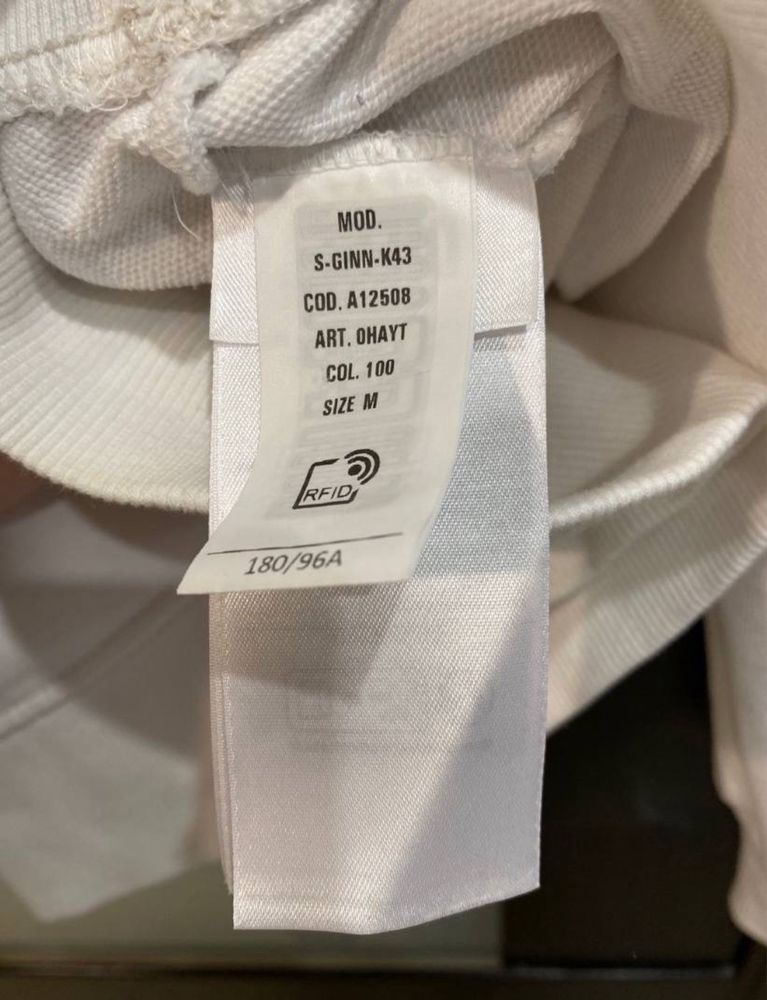 MOD.
S-GINN-K43
COD. A12508
ART. 0HAYT
COL. 100
SIZE M
RFID
180/96A